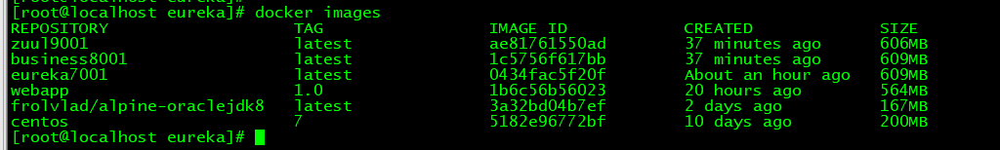 [root@localhost eureka]# docker images
REPOSITORY TAG IMAGE ID CREATED SIZE
zuul9001 latest ae81761550ad 37 minutes ago 606MB
business8001 latest 1c5756f617bb 37 minutes ago 609MB
eureka7001 latest 0434fac5f20f About an hour ago 609MB
webapp 1.0 1b6c56b56023 20 hours ago 564MB
frolvlad/alpine-oraclejdk8 latest 3a32bd04b7ef 2 days ago 167MB
centos 7 5182e96772bf 10 days ago 200MB
[root@localhost eureka]#